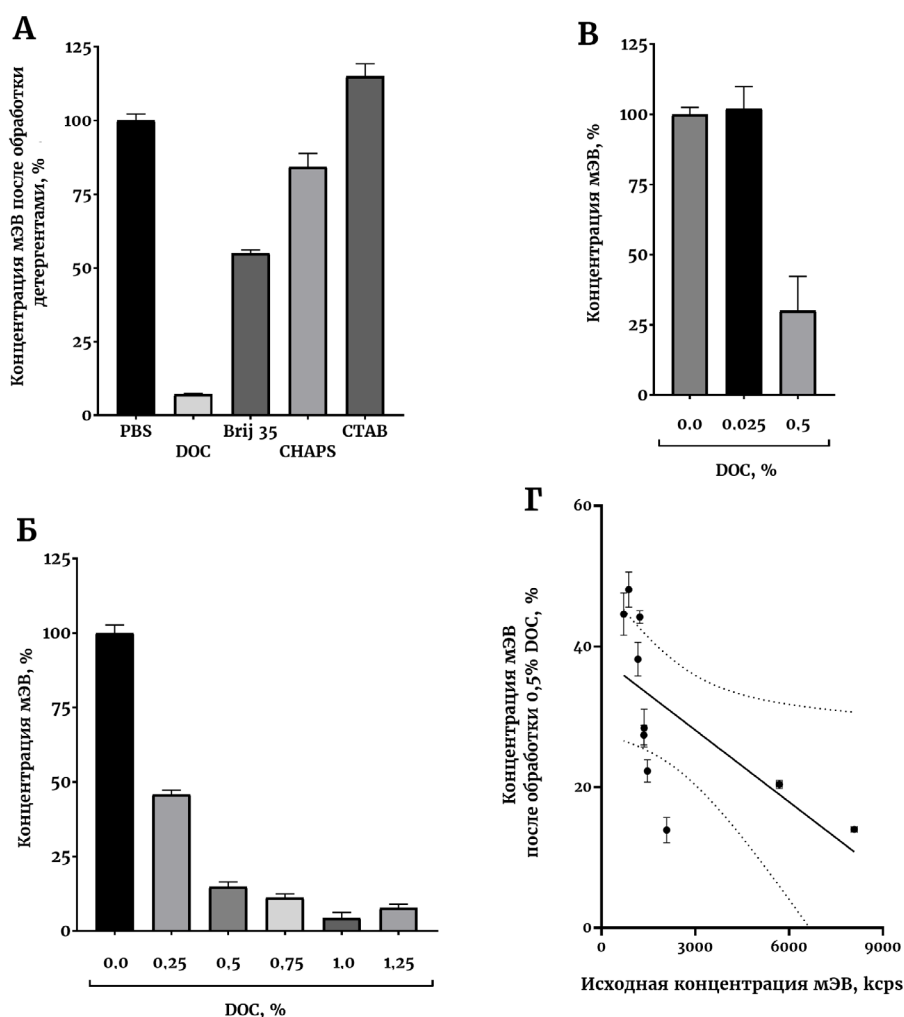 А
Концентрация мЭВ после обработки
детергентами, %
125
100
75
50
25
0
PBS
DOC
Brij 35
CHAPS
CTAB
В
Концентрация мЭВ, %
125
100
75
50
25
0
0.0
0.025
0,5
DOC, %
Б
Концентрация мЭВ, %
125
100
75
50
25
0
0,0
0,25
0,5
0,75
1,0
1,25
DOC, %
Г
Концентрация мЭВ
после обработки 0,5% DOC, %
60
40
20
0
0
3000
6000
9000
Исходная концентрация мЭВ, kcps